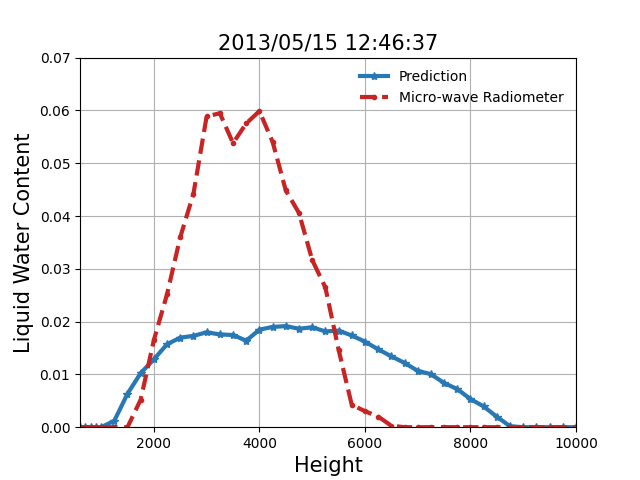 2013/05/15 12:46:37
Prediction
Micro-wave Radiometer
Liquid Water Content
0.07
0.06
0.05
0.04
0.03
0.02
0.01
0.00
2000 4000 6000 8000 10000
Height